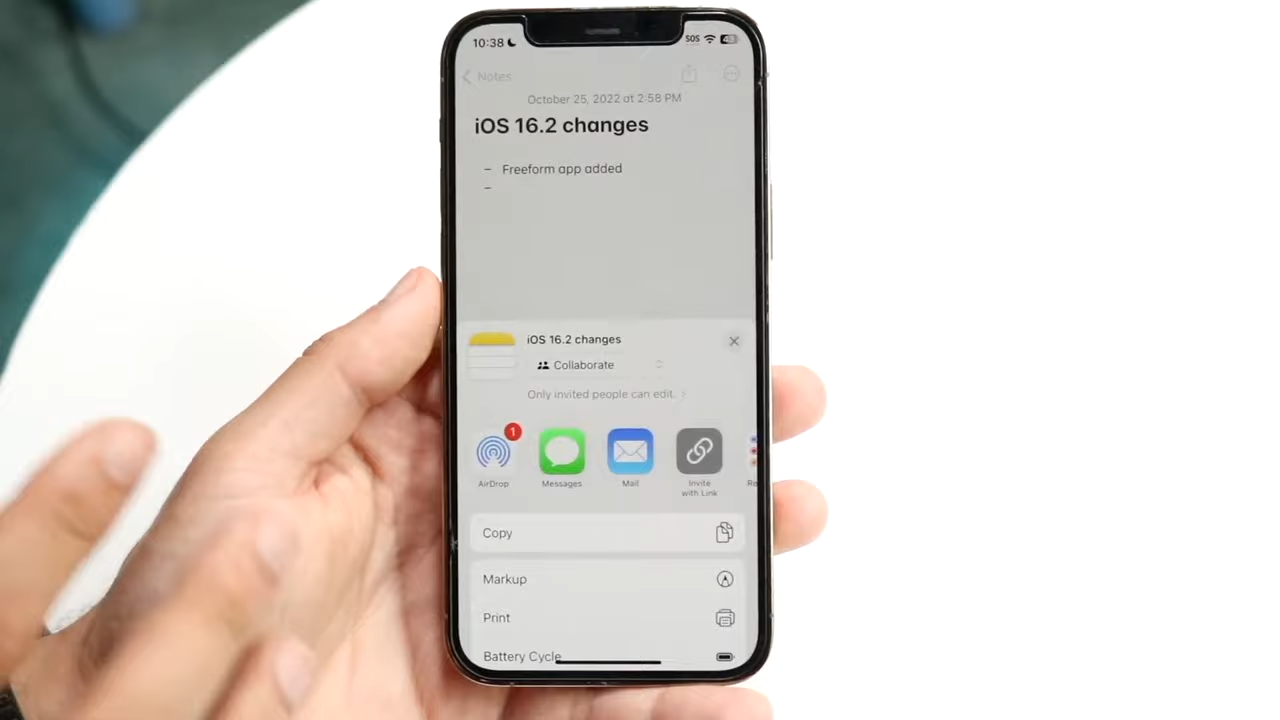 10:38
SOS
Notes
October 25, 2022 at 2:58 PM
iOS 16.2 changes
– Freeform app added
–
iOS 16.2 changes
Collaborate
Only invited people can edit.
1
AirDrop
Messages
Mail
Invite
with Link
Re
Copy
Markup
Print
Battery Cycle